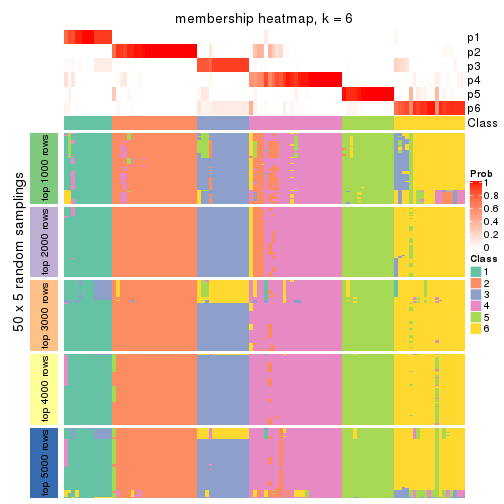 membership heatmap, k = 6
p1
p2
p3
p4
p5
p6
Class
50 x 5 random samplings
top 1000 rows
top 2000 rows
top 3000 rows
top 4000 rows
top 5000 rows
Prob
1
0.8
0.6
0.4
0.2
0
Class
1
2
3
4
5
6